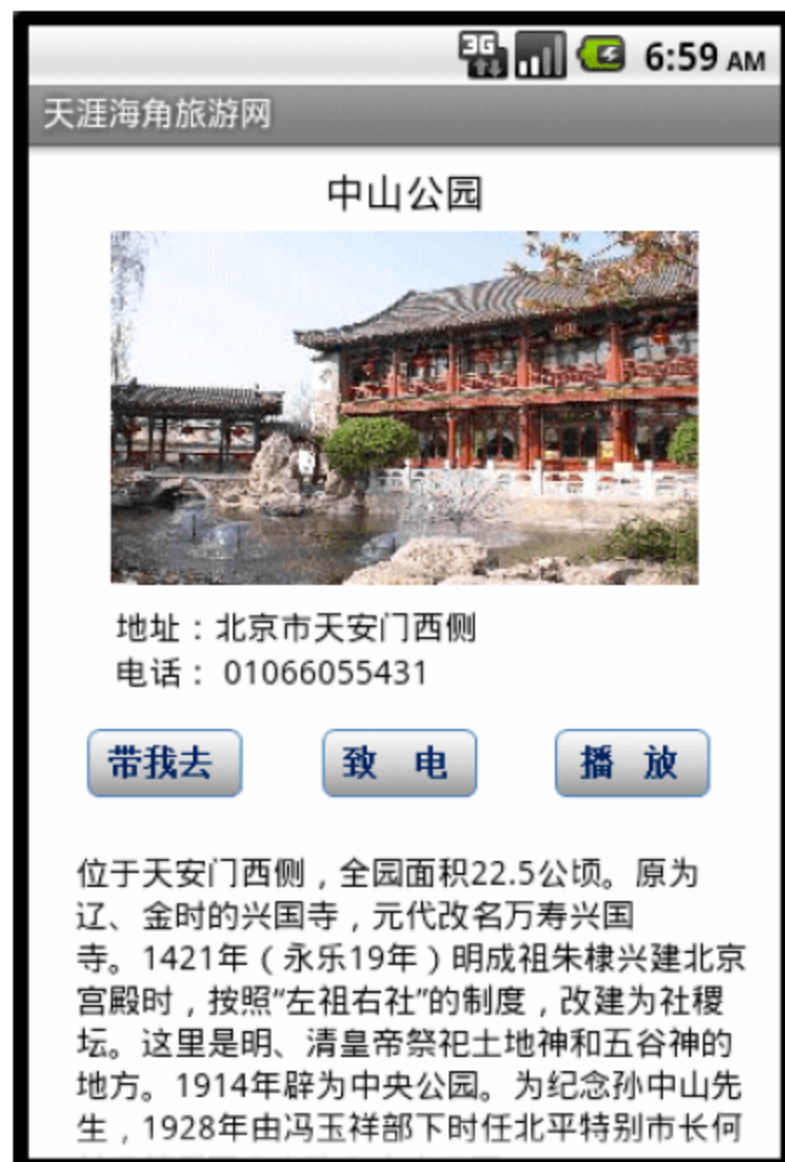 3G
6:59 AM
天涯海角旅游网
中山公园
地址：北京市天安门西侧
电话： 01066055431
带我去 致 电 播 放
位于天安门西侧，全园面积22.5公顷。原为
辽、金时的兴国寺，元代改名万寿兴国
寺。1421年（永乐19年）明成祖朱棣兴建北京
宫殿时，按照“左祖右社”的制度，改建为社稷
坛。这里是明、清皇帝祭祀土地神和五谷神的
地方。1914年辟为中央公园。为纪念孙中山先
生，1928年由冯玉祥部下时任北平特别市长何